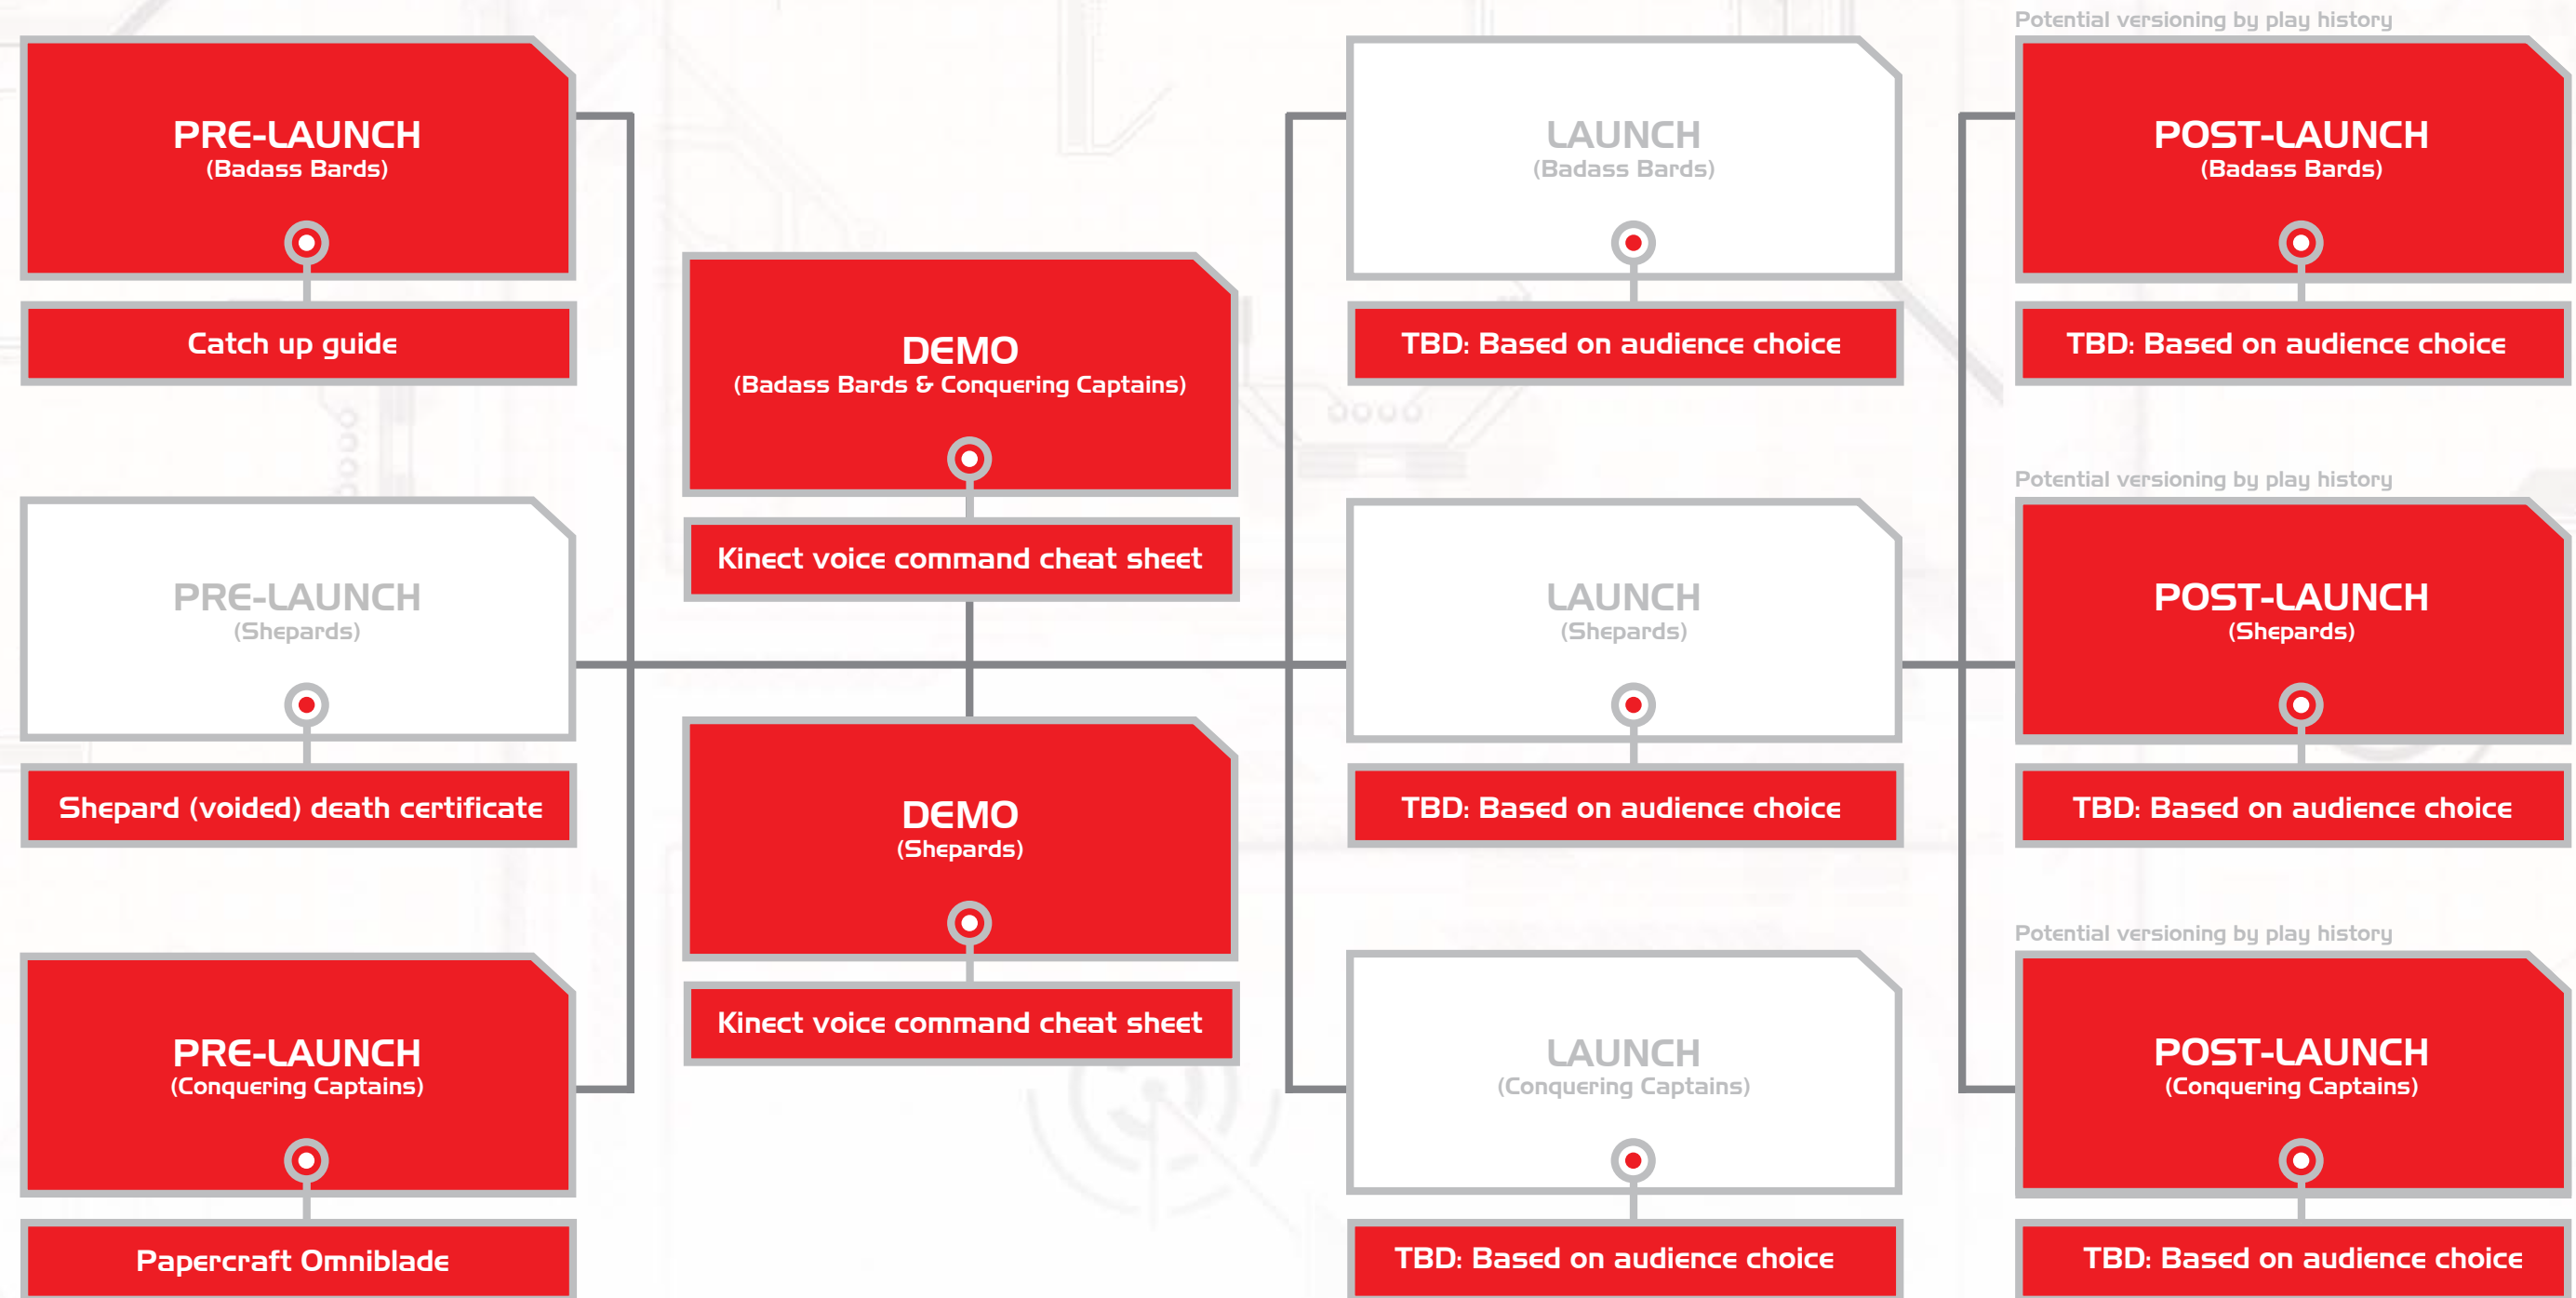 PRE-LAUNCH
(Badass Bards)
Catch up guide
PRE-LAUNCH
(Shepards)
Shepard (voided) death certificate
PRE-LAUNCH
(Conquering Captains)
Papercraft Omniblade
DEMO
(Badass Bards & Conquering Captains)
Kinect voice command cheat sheet
DEMO
(Shepards)
Kinect voice command cheat sheet
LAUNCH
(Badass Bards)
TBD: Based on audience choice
LAUNCH
(Shepards)
TBD: Based on audience choice
LAUNCH
(Conquering Captains)
TBD: Based on audience choice
Potential versioning by play history
POST-LAUNCH
(Badass Bards)
TBD: Based on audience choice
Potential versioning by play history
POST-LAUNCH
(Shepards)
TBD: Based on audience choice
Potential versioning by play history
POST-LAUNCH
(Conquering Captains)
TBD: Based on audience choice